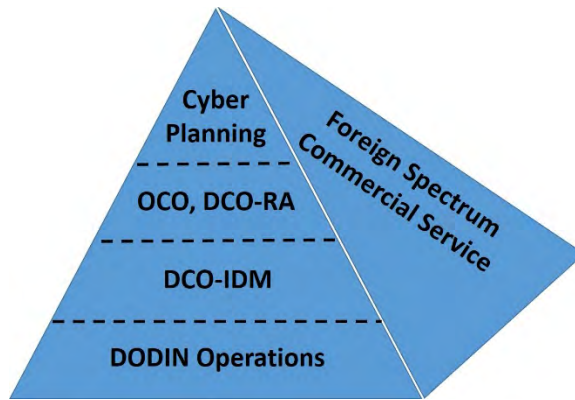 Cyber
Planning
OCO, DCO-RA
DCO-IDM
DODIN Operations
Foreign Spectrum
Commercial Service